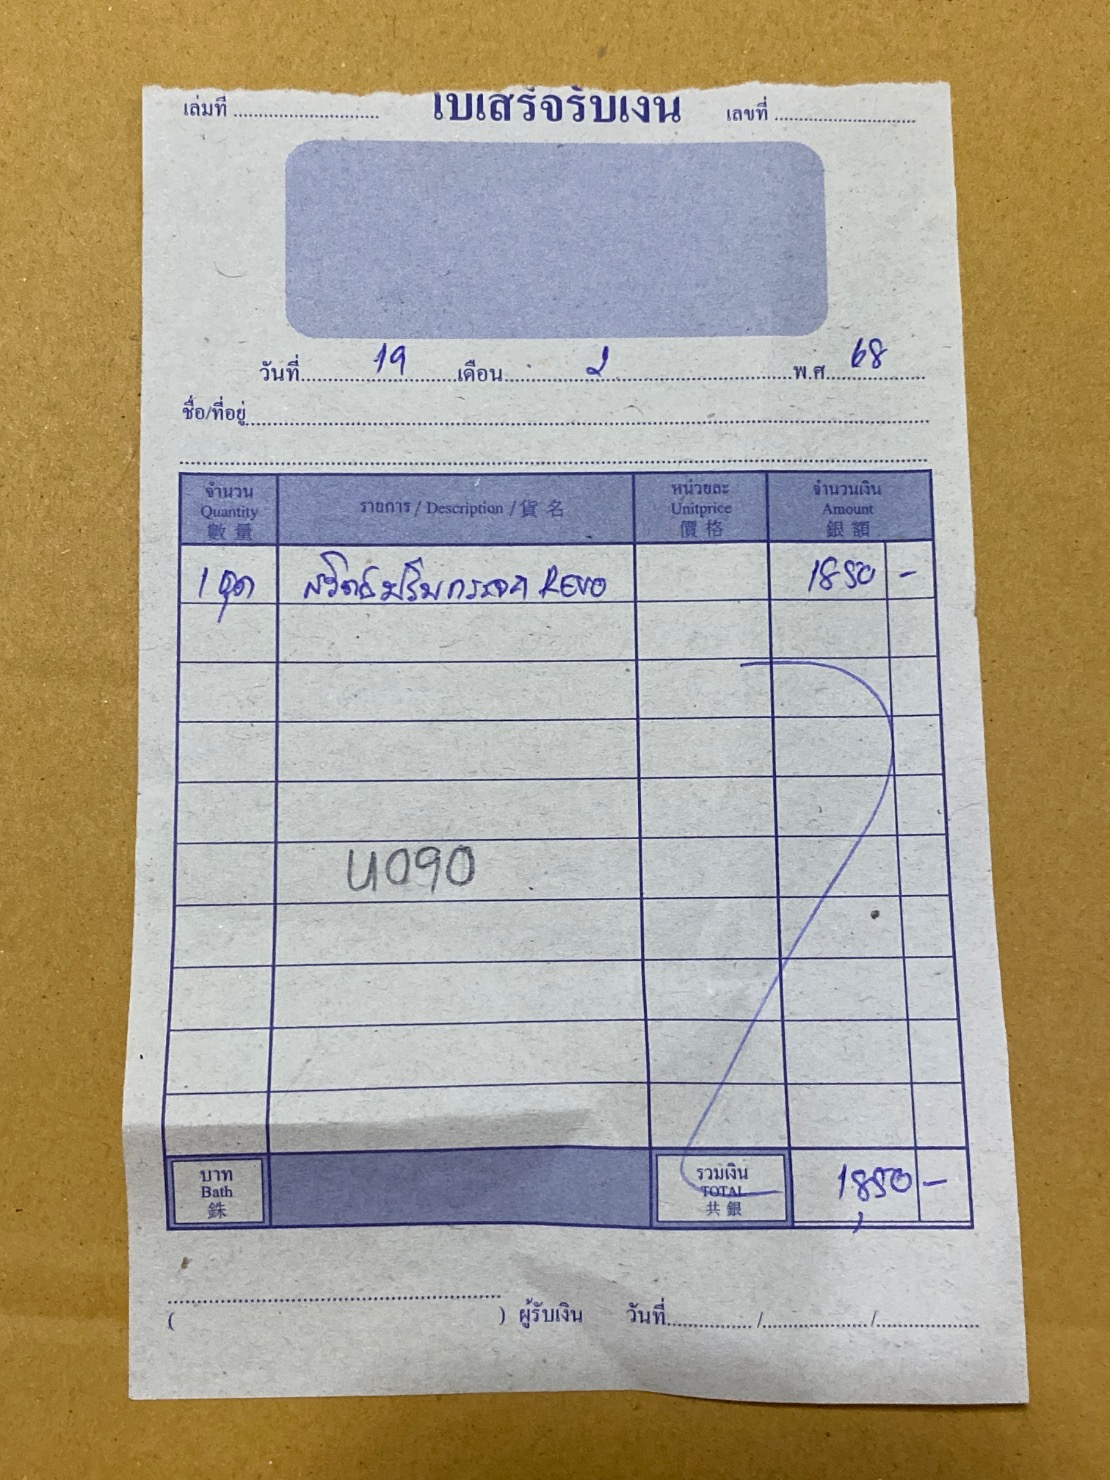 เล่มที่ ............................ ใบเสร็จรับเงิน เลขที่ ............................
วันที่ 19 เดือน 2 พ.ศ 68
ชื่อ/ที่อยู่
จำนวน รายการ / Description / 貨 名 หน่วยละ จำนวนเงิน
Quantity Unitprice Amount
數 量 價 格 銀 額
1 ชุด สวิตซ์ปรับกระจก REVO 1850 -
U090
บาท รวมเงิน 1,850 -
Bath TOTAL
銖 共 銀
( ) ผู้รับเงิน วันที่ / /